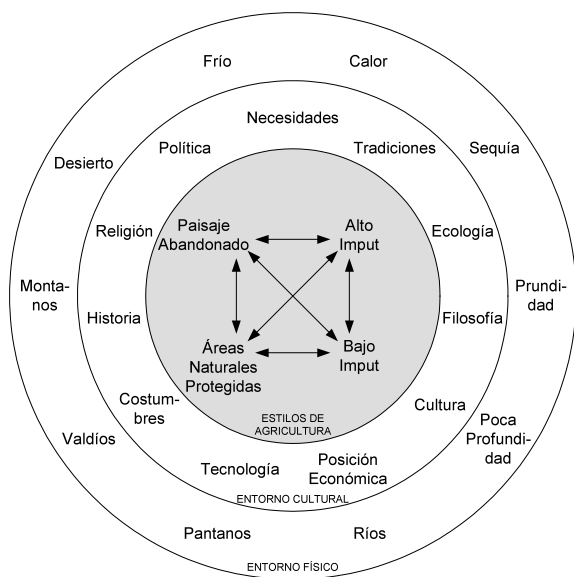 Frío
Calor
Necesidades
Política
Tradiciones
Desierto
Sequía
Religión
Paisaje
Abandonado
Alto
Imput
Ecología
Monta-
nos
Prundi-
dad
Historia
Filosofía
Áreas
Naturales
Protegidas
Bajo
Imput
Costum-
bres
Cultura
ESTILOS DE
AGRICULTURA
Valdíos
Poca
Profundi-
dad
Tecnología
Posición
Económica
ENTORNO CULTURAL
Pantanos
Ríos
ENTORNO FÍSICO